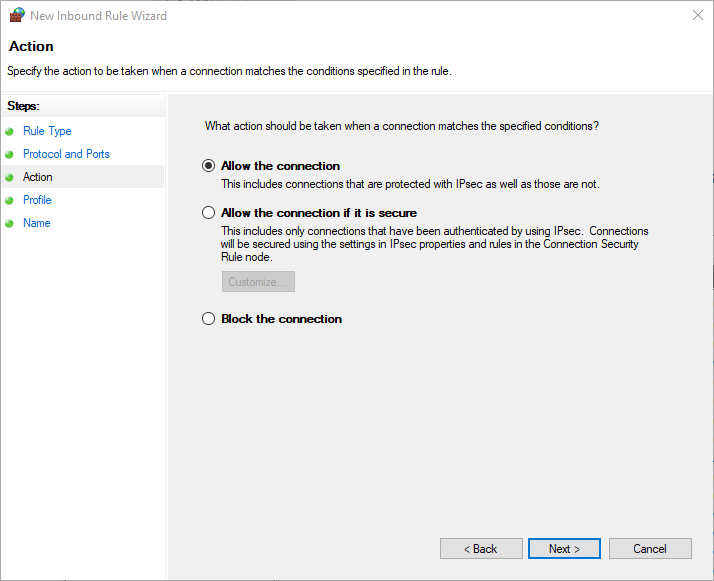 New Inbound Rule Wizard
Action
Specify the action to be taken when a connection matches the conditions specified in the rule.
Steps:
Rule Type
Protocol and Ports
Action
Profile
Name
What action should be taken when a connection matches the specified conditions?
Allow the connection
This includes connections that are protected with IPsec as well as those are not.
Allow the connection if it is secure
This includes only connections that have been authenticated by using IPsec. Connections
will be secured using the settings in IPsec properties and rules in the Connection Security
Rule node.
Customize...
Block the connection
< Back
Next >
Cancel